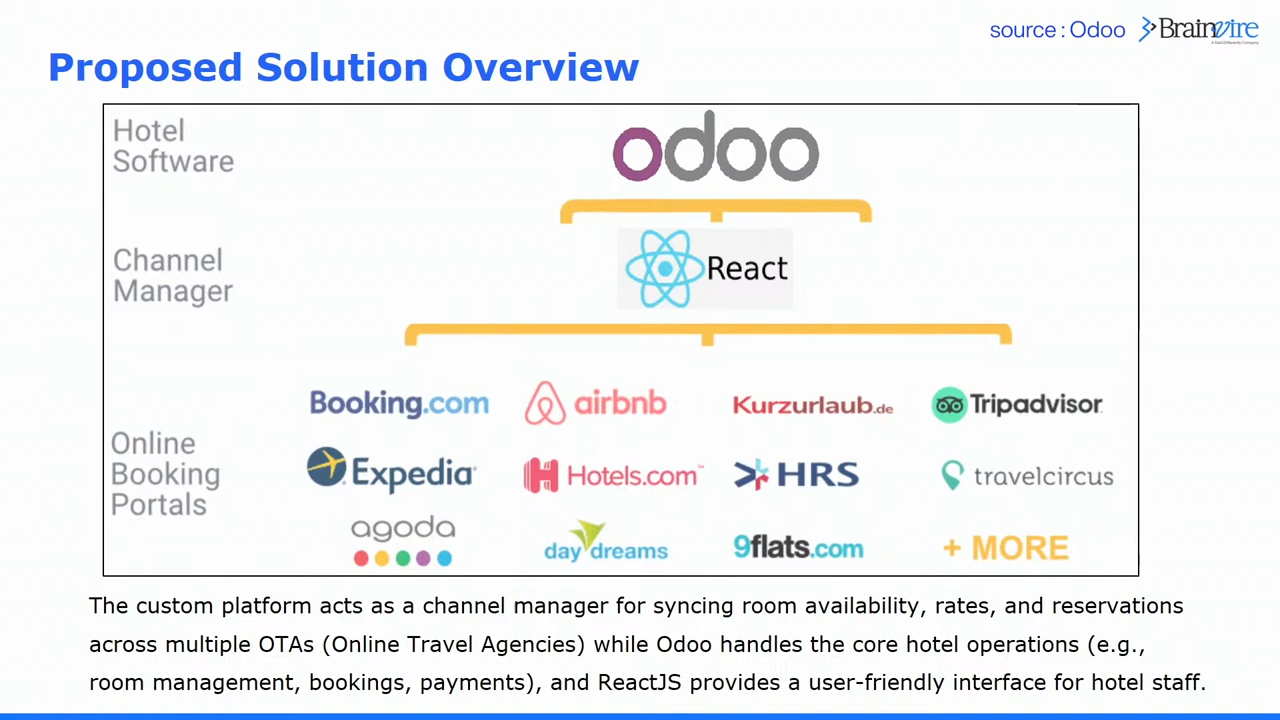 source : Odoo
Brainvire
Proposed Solution Overview
Hotel
Software
odoo
Channel
Manager
React
Online
Booking
Portals
Booking.com
airbnb
Kurzurlaub.de
Tripadvisor
Expedia
Hotels.com™
HRS
travelcircus
agoda
daydreams
9flats.com
+ MORE
The custom platform acts as a channel manager for syncing room availability, rates, and reservations
across multiple OTAs (Online Travel Agencies) while Odoo handles the core hotel operations (e.g.,
room management, bookings, payments), and ReactJS provides a user-friendly interface for hotel staff.